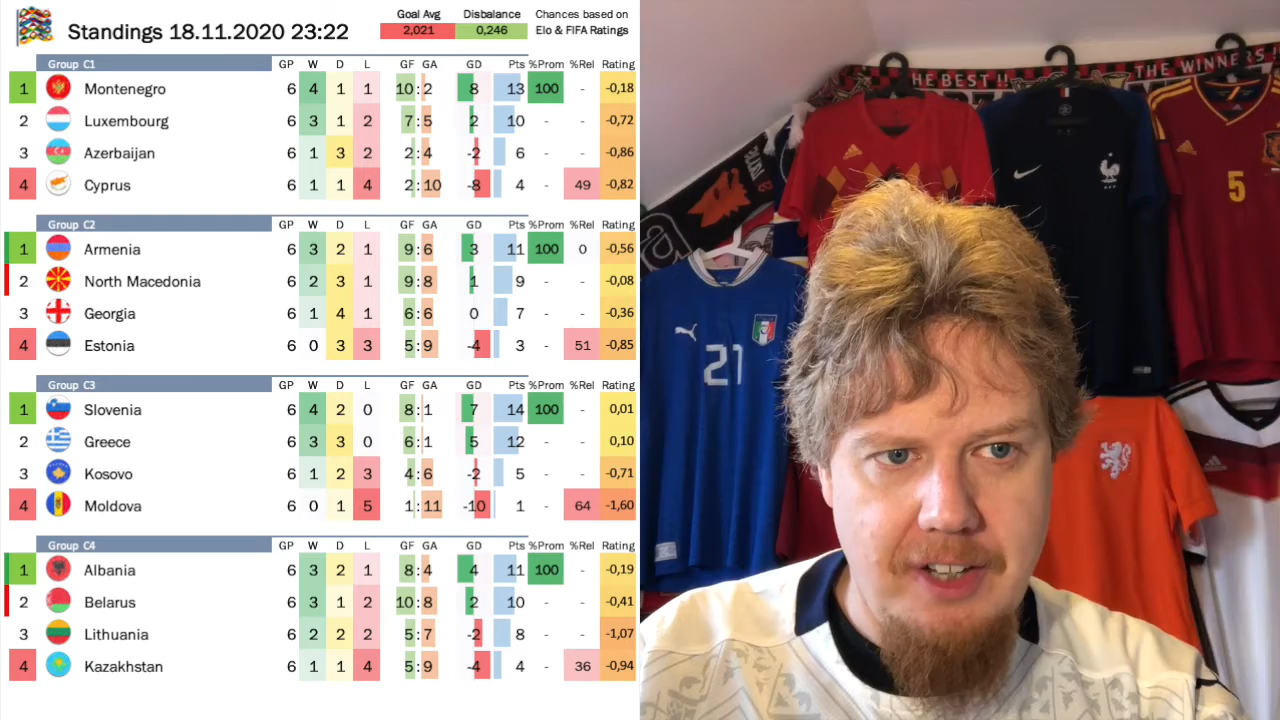 Standings 18.11.2020 23:22
Goal Avg Disbalance Chances based on
2,021 0,246 Elo & FIFA Ratings
Group C1 GP W D L GF GA GD Pts %Prom %Rel Rating
1 Montenegro 6 4 1 1 10:2 8 13 100 - -0,18
2 Luxembourg 6 3 1 2 7:5 2 10 - - -0,72
3 Azerbaijan 6 1 3 2 2:4 -2 6 - - -0,86
4 Cyprus 6 1 1 4 2:10 -8 4 - 49 -0,82
Group C2 GP W D L GF GA GD Pts %Prom %Rel Rating
1 Armenia 6 3 2 1 9:6 3 11 100 0 -0,56
2 North Macedonia 6 2 3 1 9:8 1 9 - - -0,08
3 Georgia 6 1 4 1 6:6 0 7 - - -0,36
4 Estonia 6 0 3 3 5:9 -4 3 - 51 -0,85
Group C3 GP W D L GF GA GD Pts %Prom %Rel Rating
1 Slovenia 6 4 2 0 8:1 7 14 100 - 0,01
2 Greece 6 3 3 0 6:1 5 12 - - 0,10
3 Kosovo 6 1 2 3 4:6 -2 5 - - -0,71
4 Moldova 6 0 1 5 1:11 -10 1 - 64 -1,60
Group C4 GP W D L GF GA GD Pts %Prom %Rel Rating
1 Albania 6 3 2 1 8:4 4 11 100 - -0,19
2 Belarus 6 3 1 2 10:8 2 10 - - -0,41
3 Lithuania 6 2 2 2 5:7 -2 8 - - -1,07
4 Kazakhstan 6 1 1 4 5:9 -4 4 - 36 -0,94
HE BEST !!
THE WINNERS
5
21